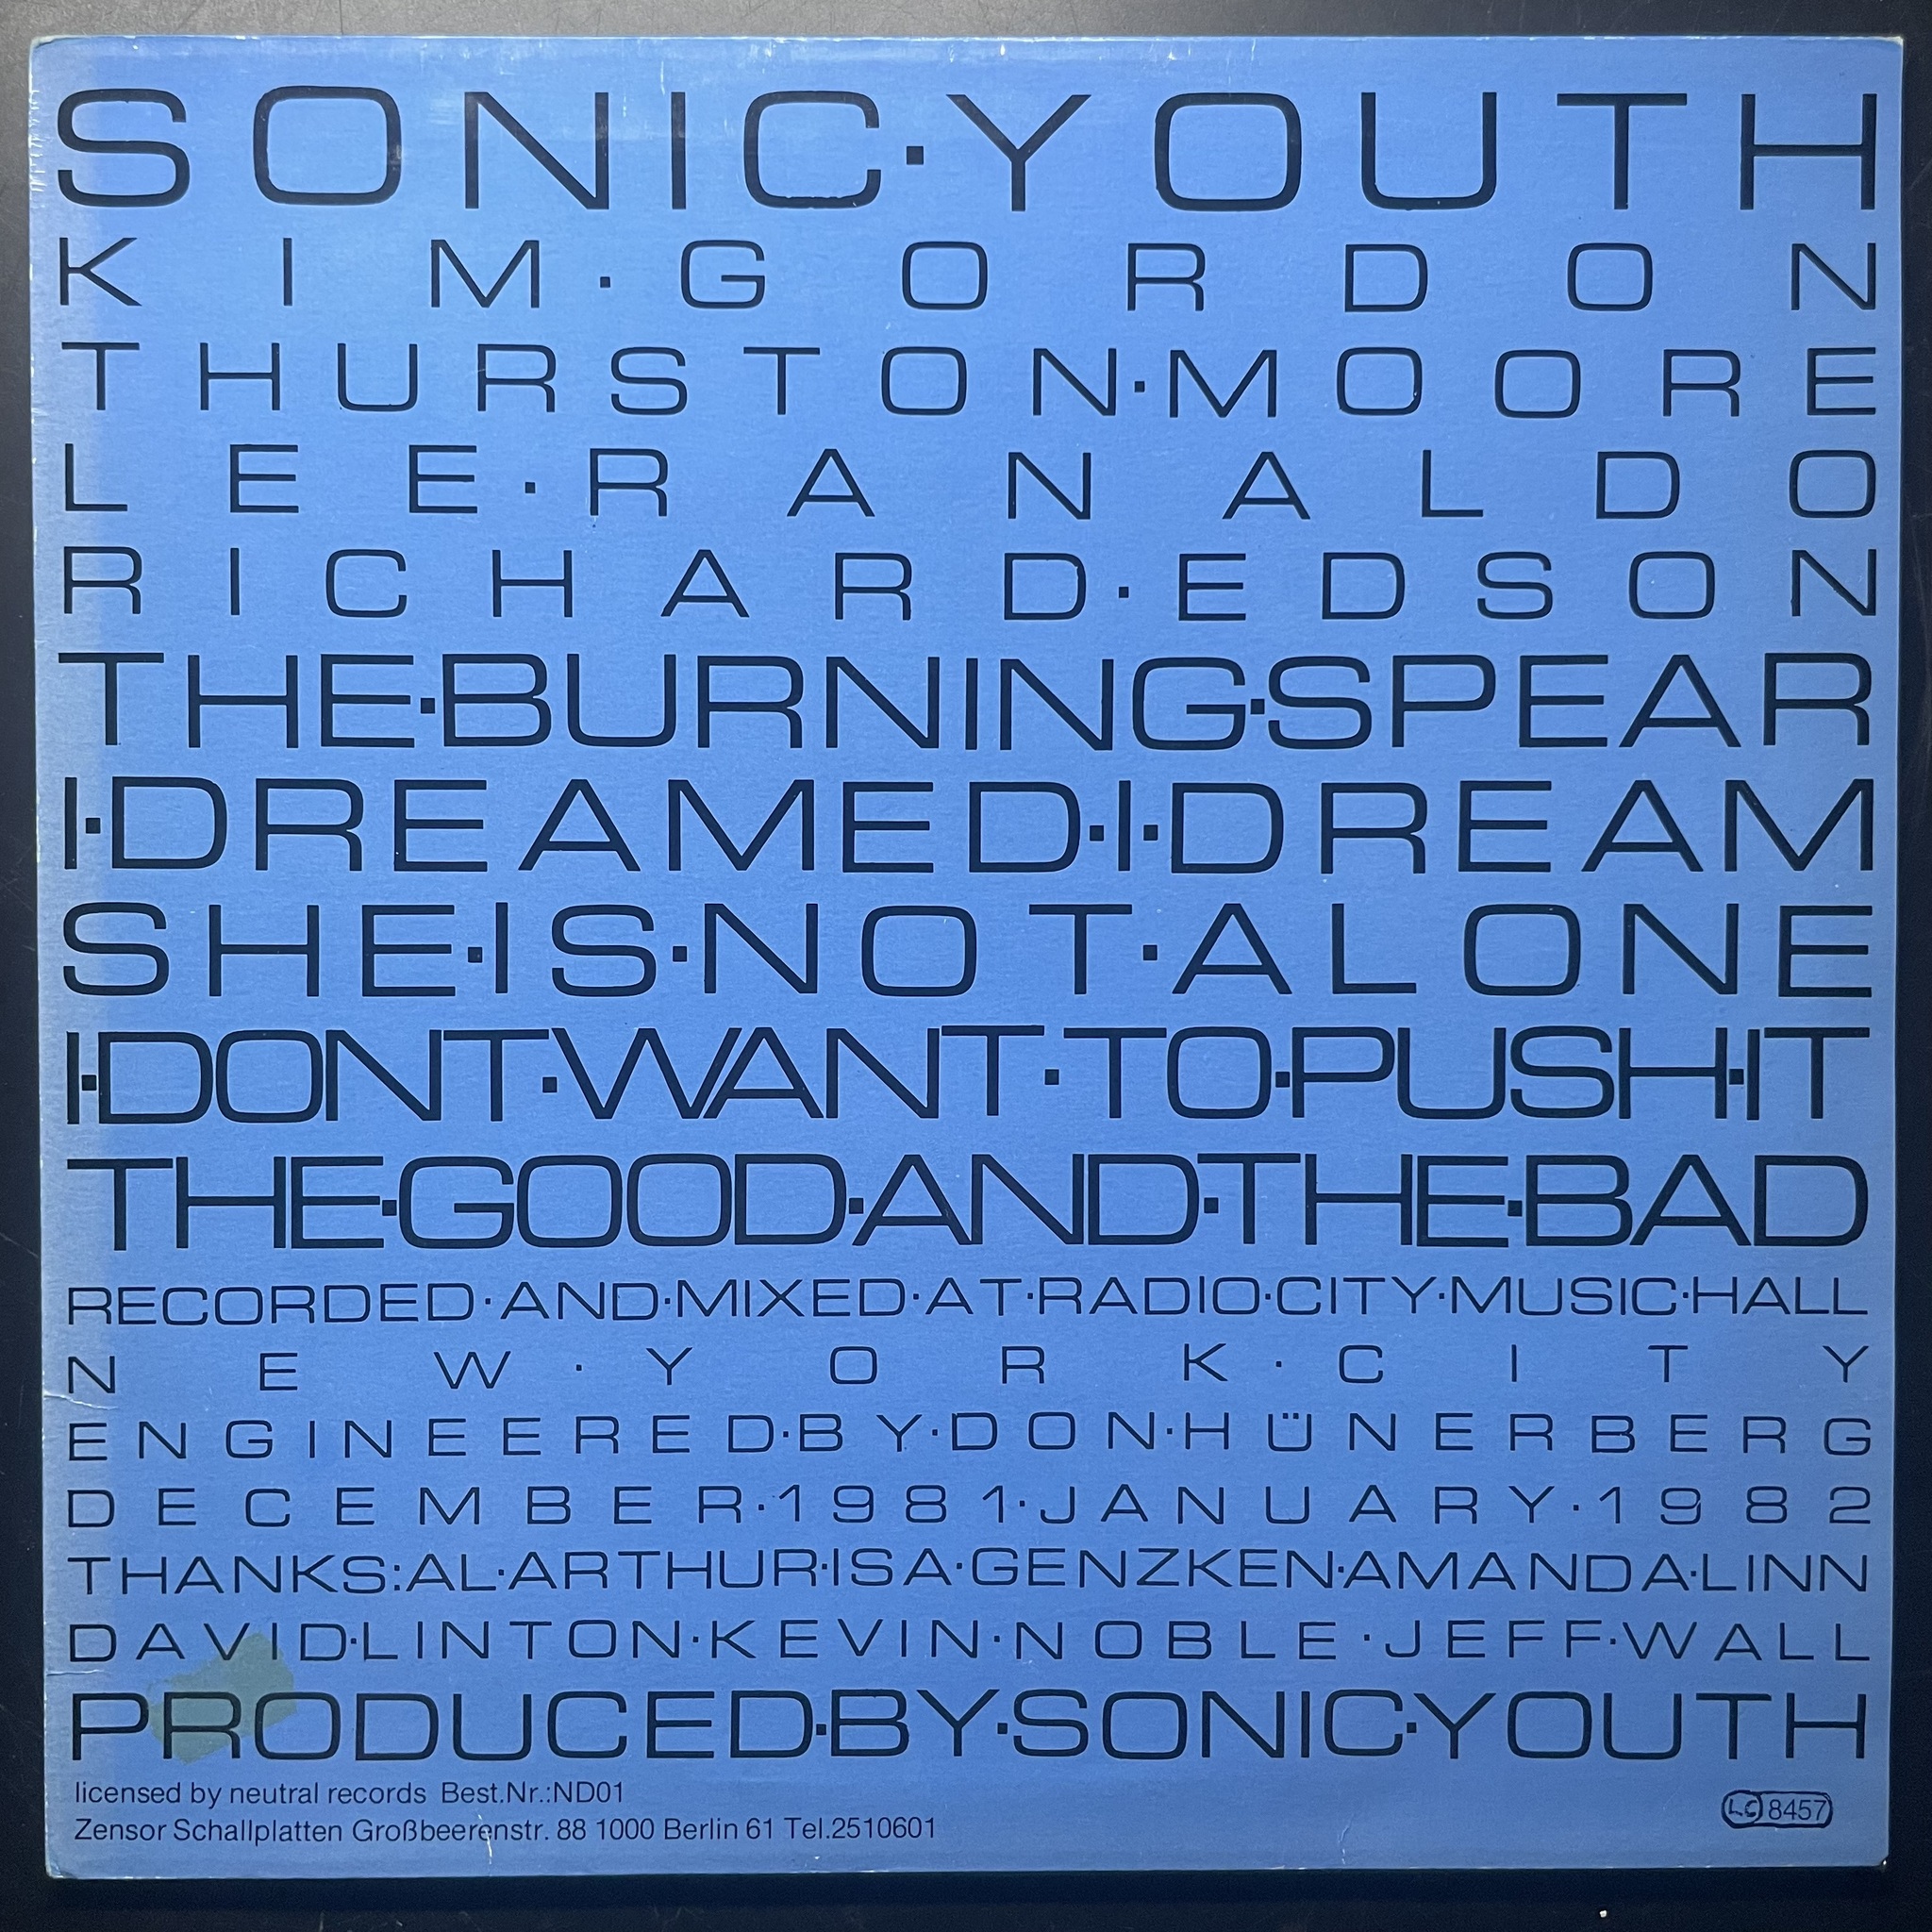 SONIC·YOUTH
KIM·GORDON
THURSTON·MOORE
LEE·RANALDO
RICHARD·EDSON
THE·BURNING·SPEAR
I·DREAMED·I·DREAM
SHE·IS·NOT·ALONE
I·DONT·WANT·TO·PUSH·IT
THE·GOOD·AND·THE·BAD
RECORDED·AND·MIXED·AT·RADIO·CITY·MUSIC·HALL
NEW·YORK·CITY
ENGINEERED·BY·DON·HÜNERBERG
DECEMBER·1981·JANUARY·1982
THANKS:AL·ARTHUR·ISA·GENZKEN·AMANDA·LINN
DAVID·LINTON·KEVIN·NOBLE·JEFF·WALL
PRODUCED·BY·SONIC·YOUTH
licensed by neutral records Best.Nr.:ND01
Zensor Schallplatten Großbeerenstr. 88 1000 Berlin 61 Tel.2510601
LC 8457